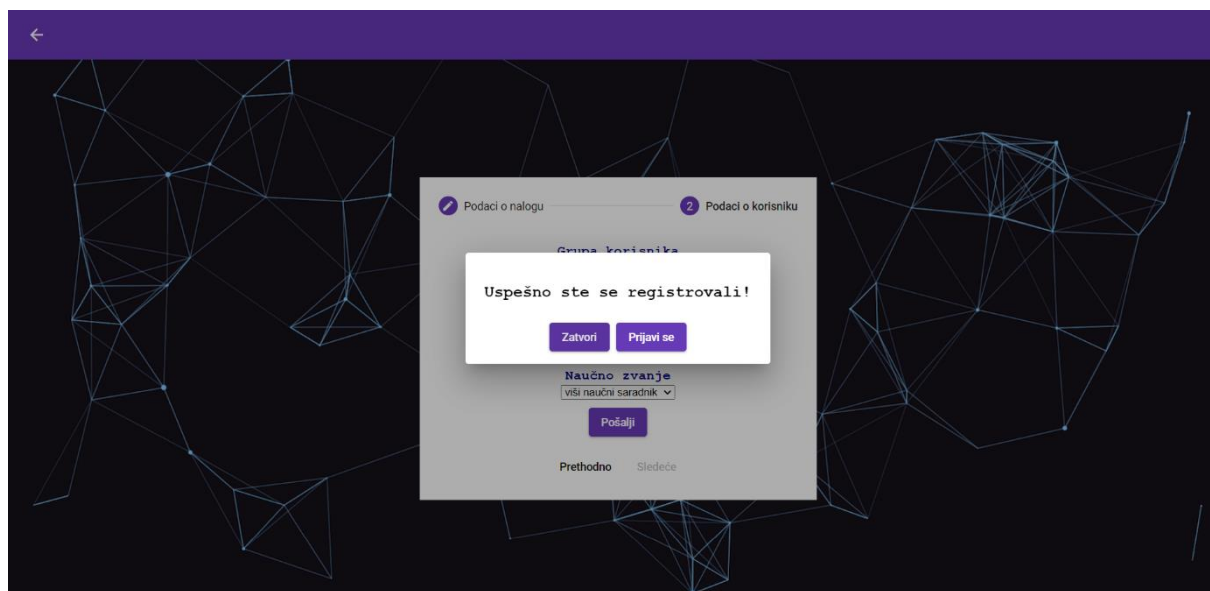 Podaci o nalogu
2 Podaci o korisniku
Grupa korisnika
Uspešno ste se registrovali!
Zatvori Prijavi se
Naučno zvanje
viši naučni saradnik
Pošalji
Prethodno Sledeće